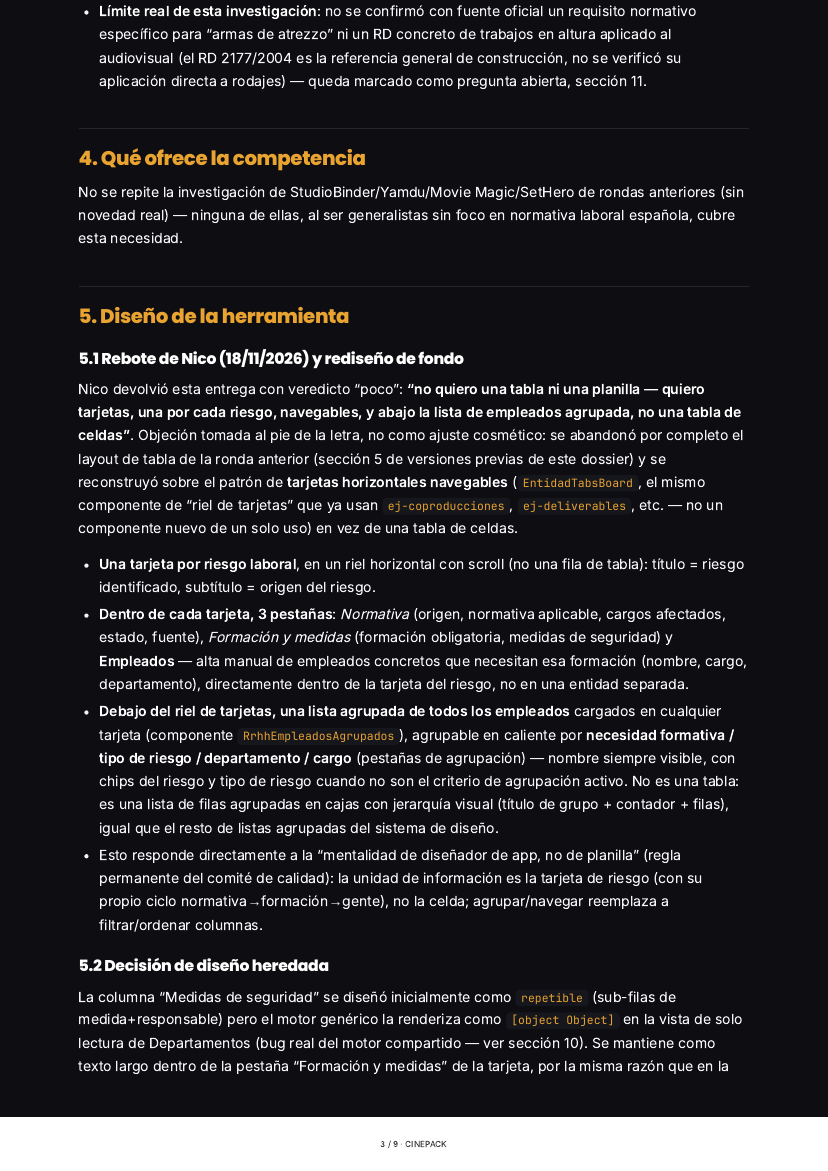 • Límite real de esta investigación: no se confirmó con fuente oficial un requisito normativo
específico para “armas de atrezzo” ni un RD concreto de trabajos en altura aplicado al
audiovisual (el RD 2177/2004 es la referencia general de construcción, no se verificó su
aplicación directa a rodajes) — queda marcado como pregunta abierta, sección 11.
4. Qué ofrece la competencia
No se repite la investigación de StudioBinder/Yamdu/Movie Magic/SetHero de rondas anteriores (sin
novedad real) — ninguna de ellas, al ser generalistas sin foco en normativa laboral española, cubre
esta necesidad.
5. Diseño de la herramienta
5.1 Rebote de Nico (18/11/2026) y rediseño de fondo
Nico devolvió esta entrega con veredicto “poco”: “no quiero una tabla ni una planilla — quiero
tarjetas, una por cada riesgo, navegables, y abajo la lista de empleados agrupada, no una tabla de
celdas”. Objeción tomada al pie de la letra, no como ajuste cosmético: se abandonó por completo el
layout de tabla de la ronda anterior (sección 5 de versiones previas de este dossier) y se
reconstruyó sobre el patrón de tarjetas horizontales navegables ( EntidadTabsBoard , el mismo
componente de “riel de tarjetas” que ya usan ej-coproducciones , ej-deliverables , etc. — no un
componente nuevo de un solo uso) en vez de una tabla de celdas.
• Una tarjeta por riesgo laboral, en un riel horizontal con scroll (no una fila de tabla): título = riesgo
identificado, subtítulo = origen del riesgo.
• Dentro de cada tarjeta, 3 pestañas: Normativa (origen, normativa aplicable, cargos afectados,
estado, fuente), Formación y medidas (formación obligatoria, medidas de seguridad) y
Empleados — alta manual de empleados concretos que necesitan esa formación (nombre, cargo,
departamento), directamente dentro de la tarjeta del riesgo, no en una entidad separada.
• Debajo del riel de tarjetas, una lista agrupada de todos los empleados cargados en cualquier
tarjeta (componente RrhhEmpleadosAgrupados ), agrupable en caliente por necesidad formativa /
tipo de riesgo / departamento / cargo (pestañas de agrupación) — nombre siempre visible, con
chips del riesgo y tipo de riesgo cuando no son el criterio de agrupación activo. No es una tabla:
es una lista de filas agrupadas en cajas con jerarquía visual (título de grupo + contador + filas),
igual que el resto de listas agrupadas del sistema de diseño.
• Esto responde directamente a la “mentalidad de diseñador de app, no de planilla” (regla
permanente del comité de calidad): la unidad de información es la tarjeta de riesgo (con su
propio ciclo normativa→formación→gente), no la celda; agrupar/navegar reemplaza a
filtrar/ordenar columnas.
5.2 Decisión de diseño heredada
La columna “Medidas de seguridad” se diseñó inicialmente como repetible (sub-filas de
medida+responsable) pero el motor genérico la renderiza como [object Object] en la vista de solo
lectura de Departamentos (bug real del motor compartido — ver sección 10). Se mantiene como
texto largo dentro de la pestaña “Formación y medidas” de la tarjeta, por la misma razón que en la
3 / 9 · CINEPACK